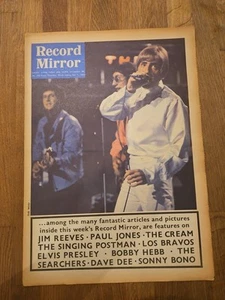 Record
Mirror
THE
...among the many fantastic articles and pictures
inside this week's Record Mirror, are features on
JIM REEVES · PAUL JONES · THE CREAM
THE SINGING POSTMAN · LOS BRAVOS
ELVIS PRESLEY · BOBBY HEBB · THE
SEARCHERS · DAVE DEE · SONNY BONO